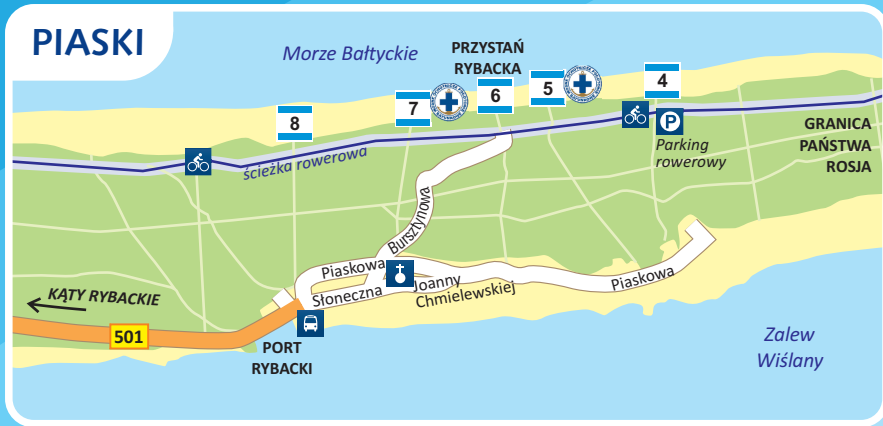 PIASKI
Morze Bałtyckie
PRZYSTAŃ
RYBACKA
4
5
6
7
8
P
Parking
rowerowy
GRANICA
PAŃSTWA
ROSJA
ścieżka rowerowa
Bursztynowa
Piaskowa
Słoneczna
Joanny
Chmielewskiej
Piaskowa
KĄTY RYBACKIE
501
PORT
RYBACKI
Zalew
Wiślany